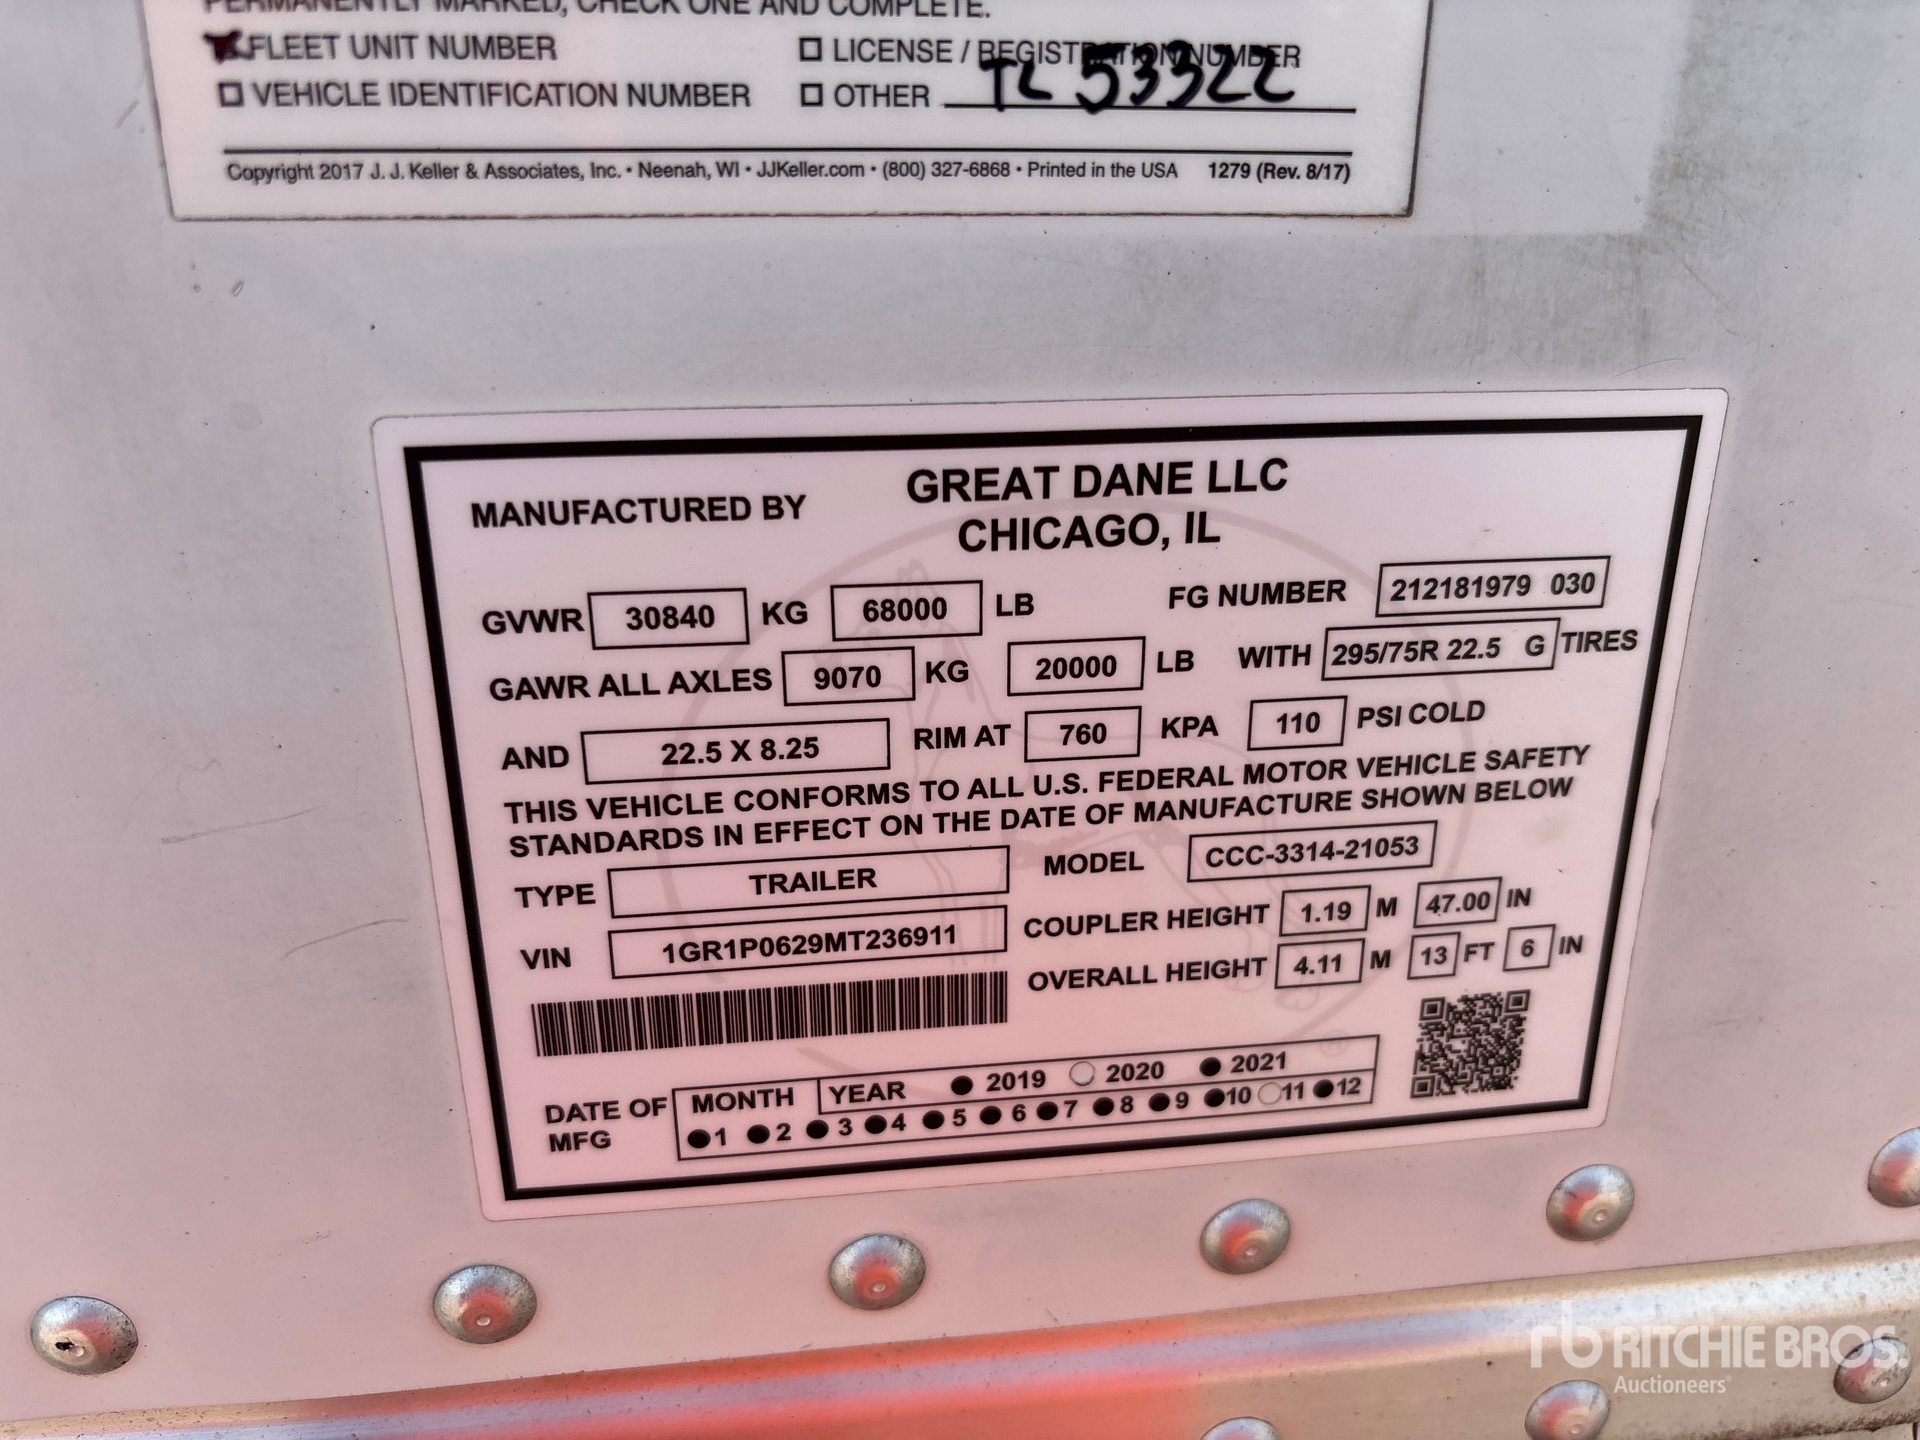 PERMANENTLY MARKED, CHECK ONE AND COMPLETE.
FLEET UNIT NUMBER
LICENSE / REGISTRATION NUMBER
VEHICLE IDENTIFICATION NUMBER
OTHER TL 53322
Copyright 2017 J. J. Keller & Associates, Inc. • Neenah, WI • JJKeller.com • (800) 327-6868 • Printed in the USA 1279 (Rev. 8/17)
MANUFACTURED BY GREAT DANE LLC
CHICAGO, IL
GVWR 30840 KG 68000 LB FG NUMBER 212181979 030
GAWR ALL AXLES 9070 KG 20000 LB WITH 295/75R 22.5 G TIRES
AND 22.5 X 8.25 RIM AT 760 KPA 110 PSI COLD
THIS VEHICLE CONFORMS TO ALL U.S. FEDERAL MOTOR VEHICLE SAFETY
STANDARDS IN EFFECT ON THE DATE OF MANUFACTURE SHOWN BELOW
TYPE TRAILER MODEL CCC-3314-21053
VIN 1GR1P0629MT236911 COUPLER HEIGHT 1.19 M 47.00 IN
OVERALL HEIGHT 4.11 M 13 FT 6 IN
DATE OF MFG MONTH YEAR 2019 2020 2021
1 2 3 4 5 6 7 8 9 10 11 12
rb RITCHIE BROS.
Auctioneers